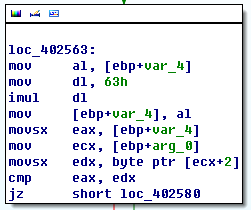 loc_402563:
mov     al, [ebp+var_4]
mov     dl, 63h
imul    dl
mov     [ebp+var_4], al
movsx   eax, [ebp+var_4]
mov     ecx, [ebp+arg_0]
movsx   edx, byte ptr [ecx+2]
cmp     eax, edx
jz      short loc_402580